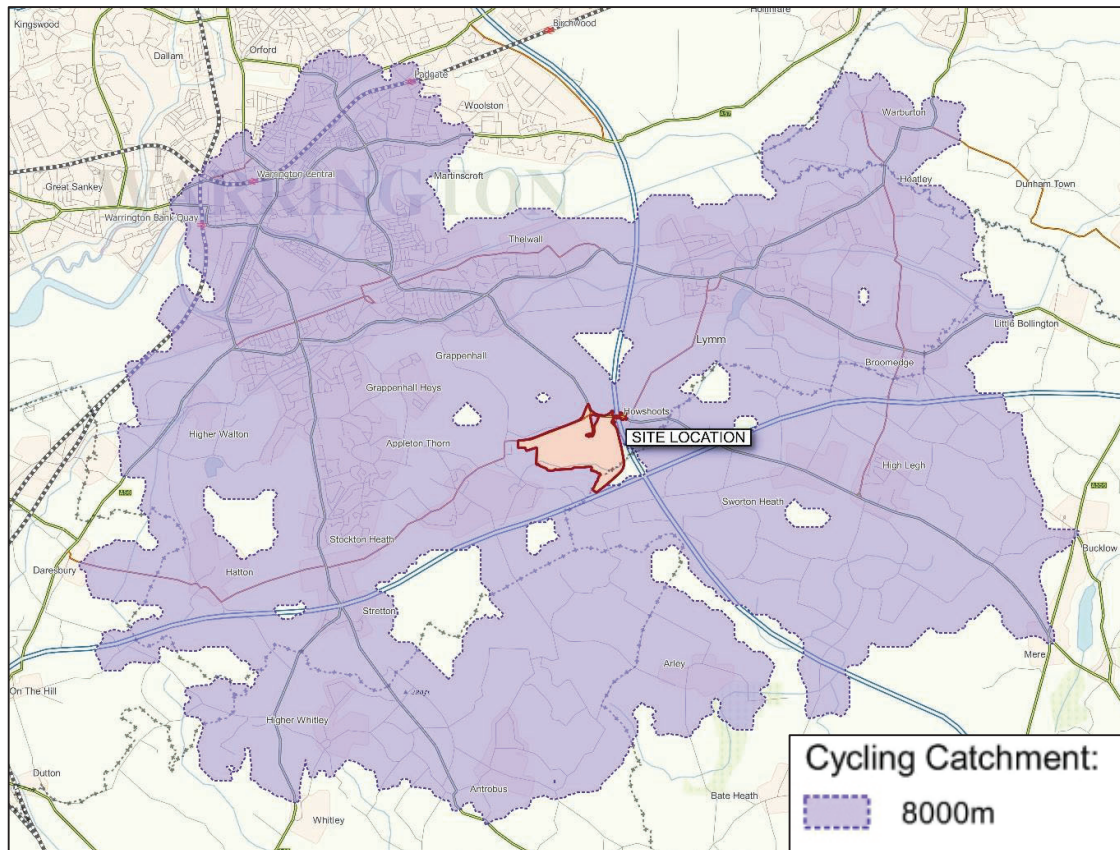 Kingswood
Hollinfare
Birchwood
Orford
Dallam
Padgate
Woolston
Warburton
Warrington Central
Martinscroft
Great Sankey
Heatley
Dunham Town
WARRINGTON
Warrington Bank Quay
Thelwall
Little Bollington
Lymm
Grappenhall
Broomedge
Grappenhall Heys
Howshoots
Higher Walton
Appleton Thorn
SITE LOCATION
High Legh
Sworton Heath
Stockton Heath
Bucklow
Daresbury
Hatton
Stretton
Mere
Arley
On The Hill
Higher Whitley
Cycling Catchment:
Dutton
Antrobus
Bate Heath
8000m
Whitley